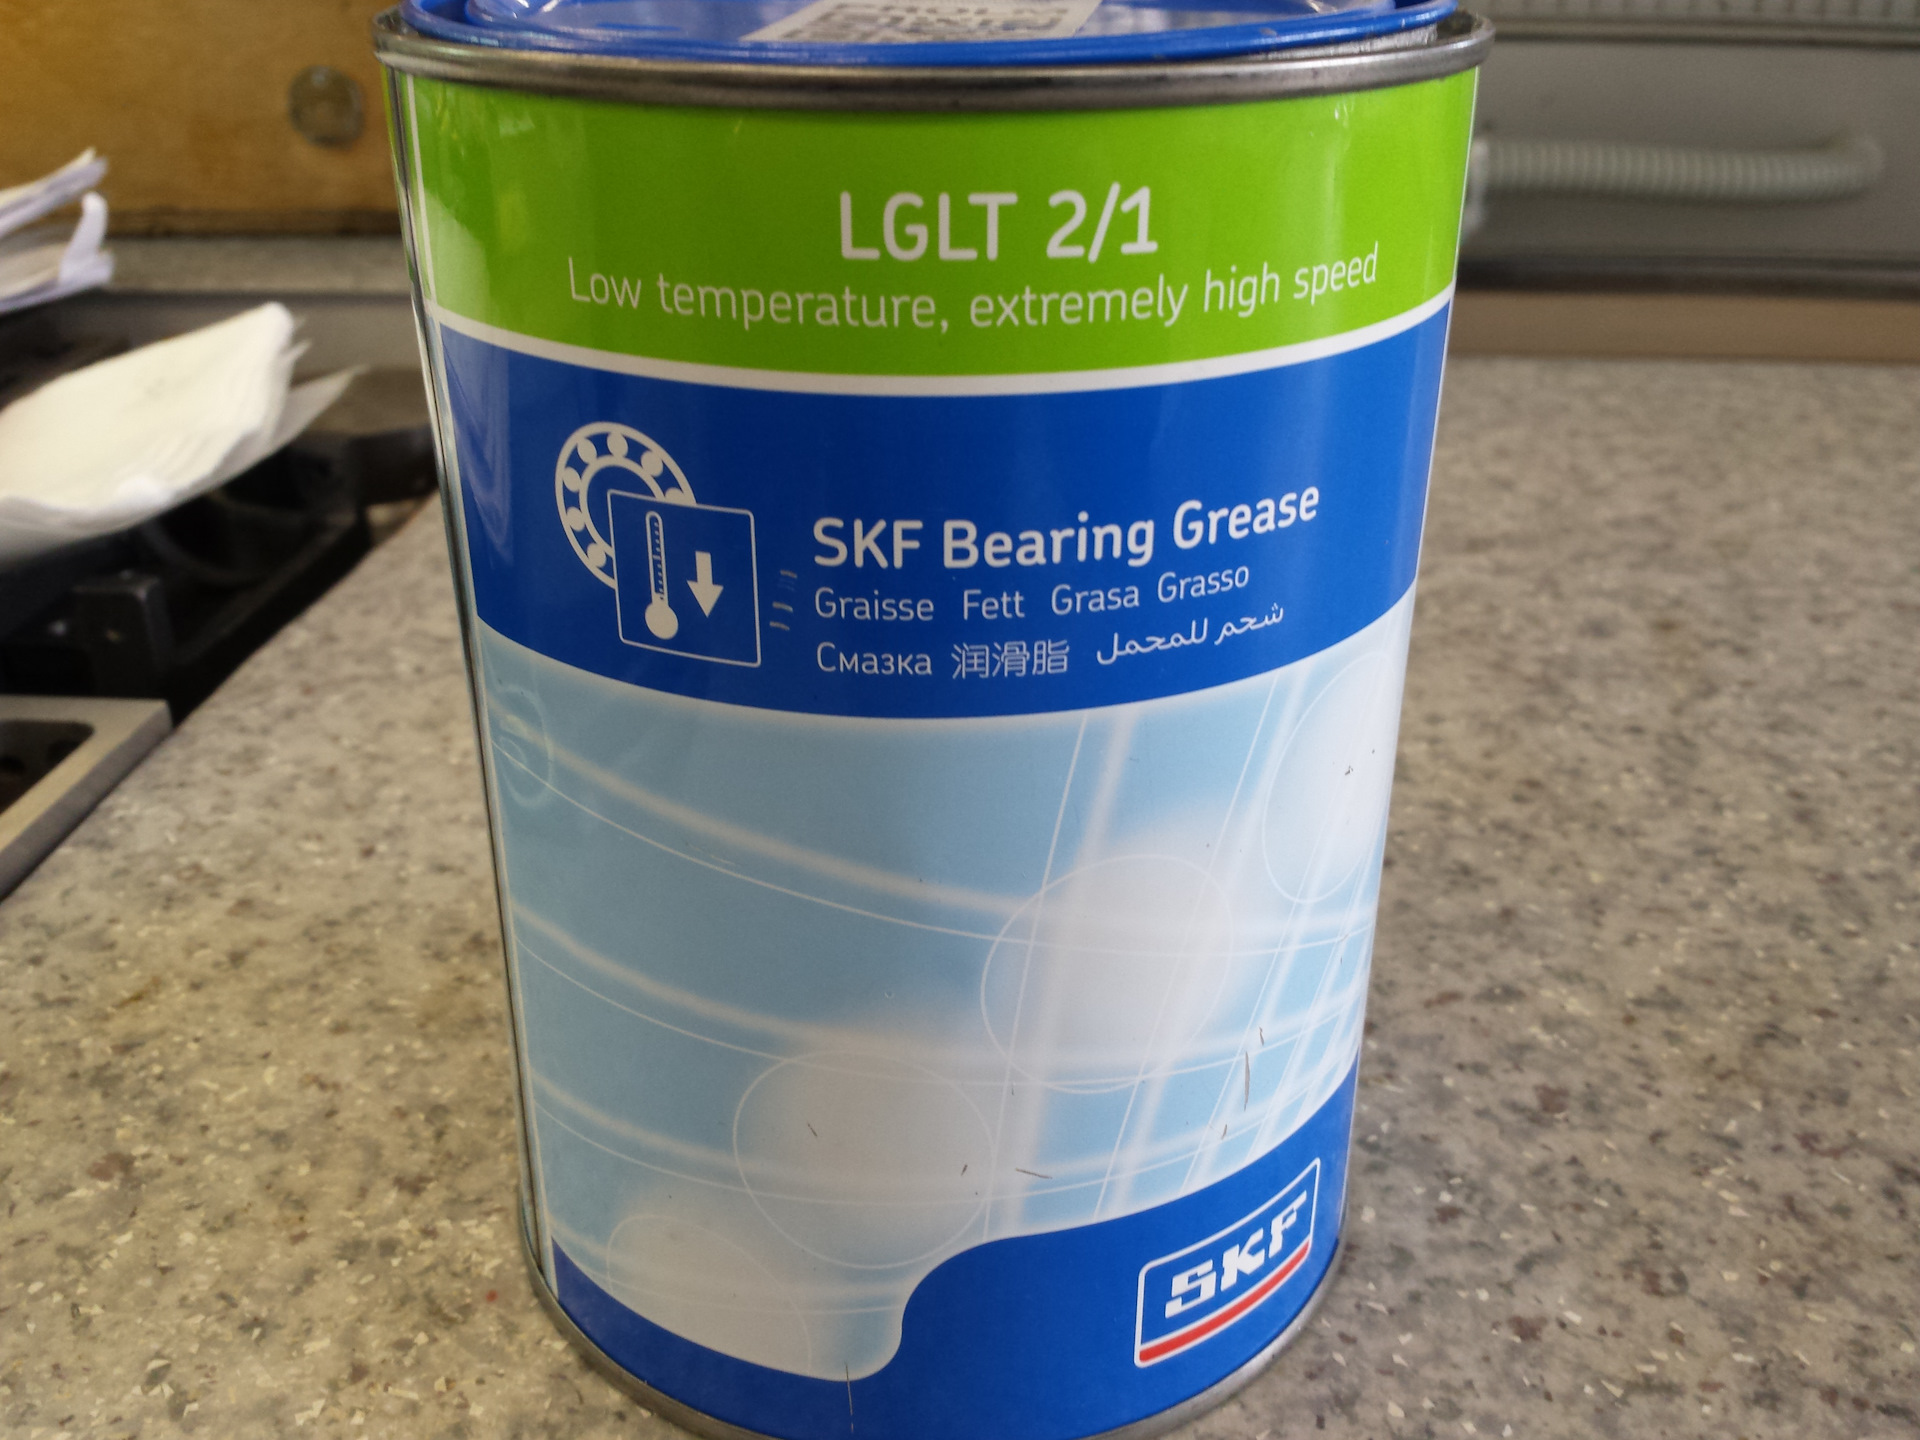 LGLT 2/1
Low temperature, extremely high speed
SKF Bearing Grease
Graisse Fett Grasa Grasso
Смазка 润滑脂 شحم للمحمل
SKF